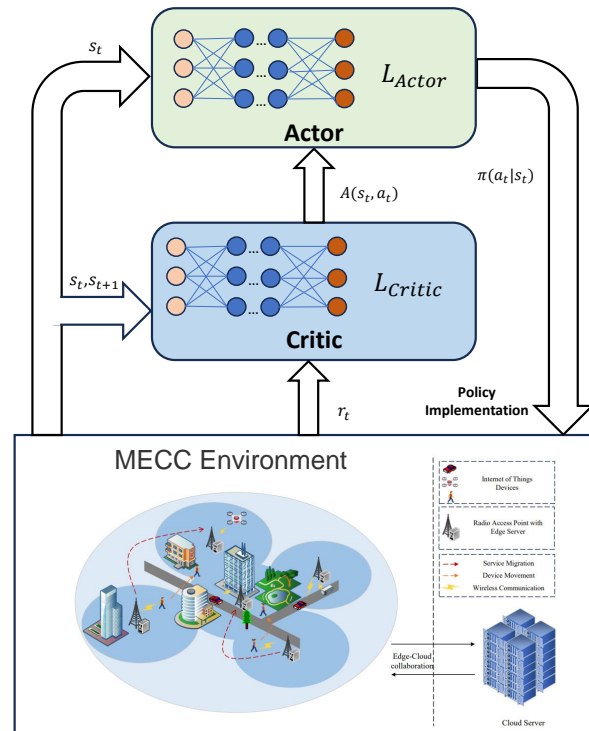 s_t
L_Actor
Actor
A(s_t, a_t)
π(a_t|s_t)
s_t, s_{t+1}
L_Critic
Critic
r_t
Policy
Implementation
MECC Environment
Internet of Things
Devices
Radio Access Point with
Edge Server
Service Migration
Device Movement
Wireless Communication
Edge-Cloud
collaboration
Cloud Server
...
...
...
...